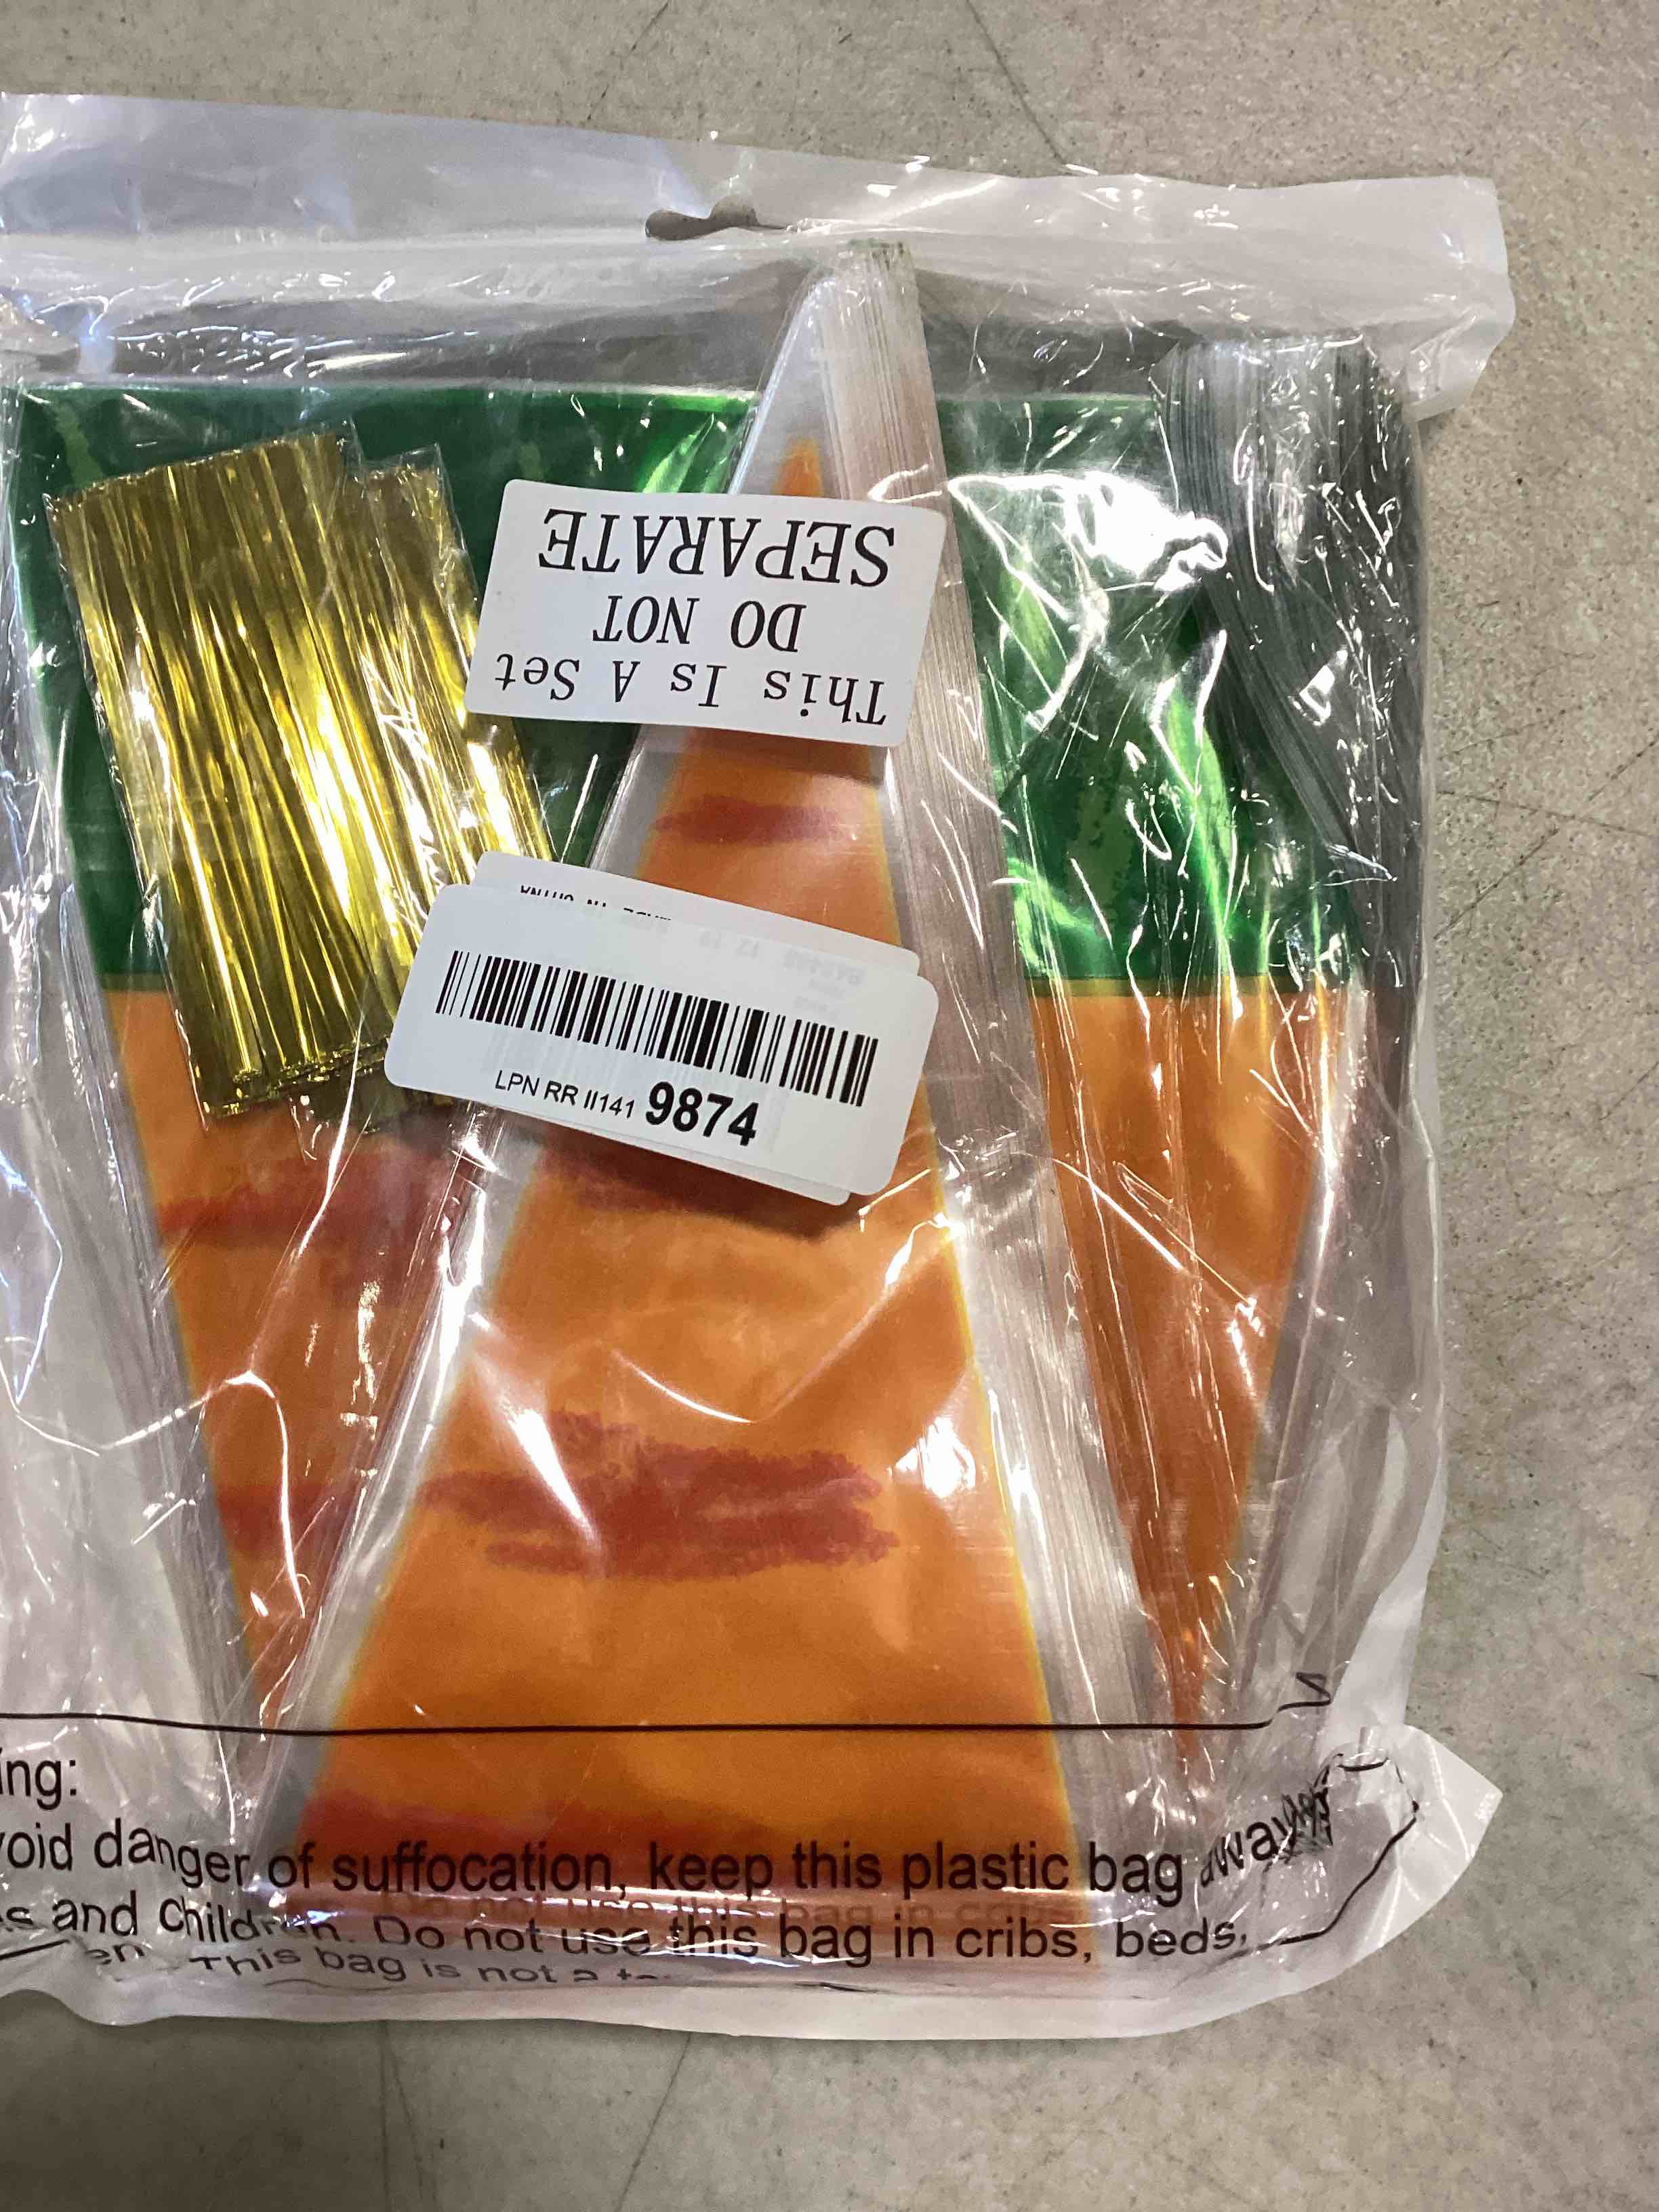 This Is A Set
DO NOT
SEPARATE
LPN RR II141 9874
ing:
void danger of suffocation, keep this plastic bag away
and Children. Do not use this bag in cribs, beds,
This bag is not a